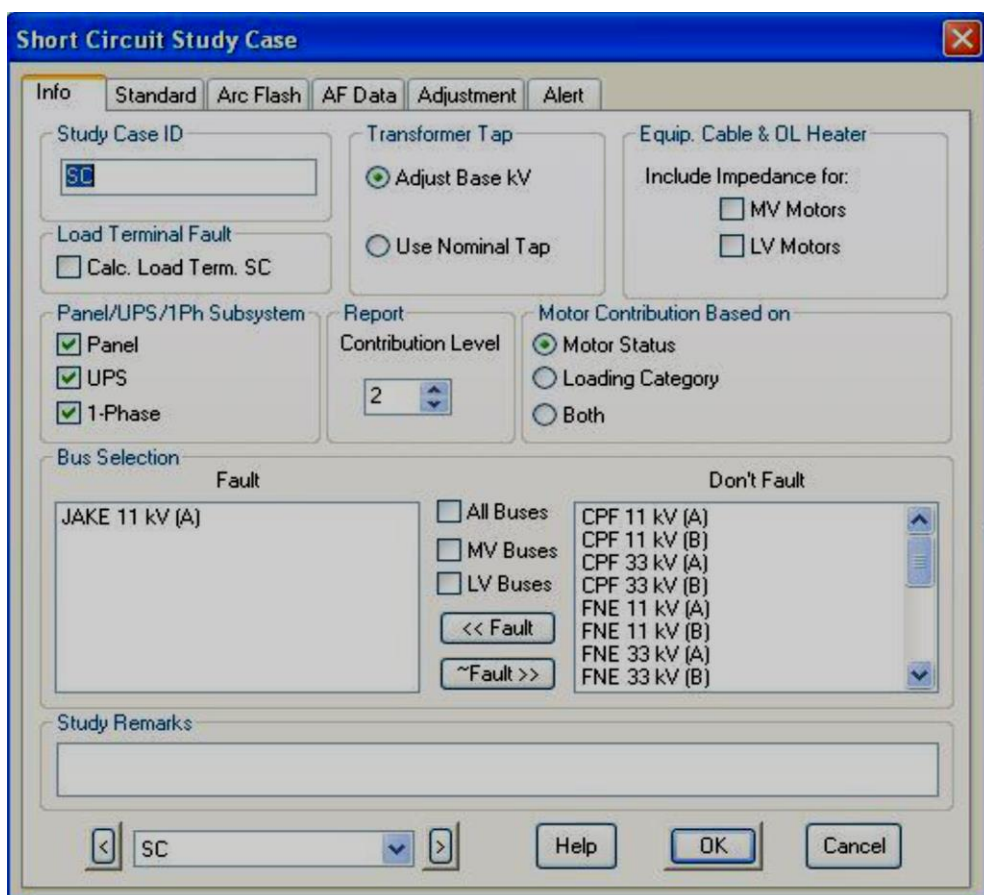 Short Circuit Study Case
Info Standard Arc Flash AF Data Adjustment Alert
Study Case ID
SC
Load Terminal Fault
Calc. Load Term. SC
Transformer Tap
Adjust Base kV
Use Nominal Tap
Equip. Cable & OL Heater
Include Impedance for:
MV Motors
LV Motors
Panel/UPS/1Ph Subsystem
Panel
UPS
1-Phase
Report
Contribution Level
2
Motor Contribution Based on
Motor Status
Loading Category
Both
Bus Selection
Fault
JAKE 11 kV (A)
All Buses
MV Buses
LV Buses
<< Fault
~Fault >>
Don't Fault
CPF 11 kV (A)
CPF 11 kV (B)
CPF 33 kV (A)
CPF 33 kV (B)
FNE 11 kV (A)
FNE 11 kV (B)
FNE 33 kV (A)
FNE 33 kV (B)
Study Remarks
< SC > Help OK Cancel